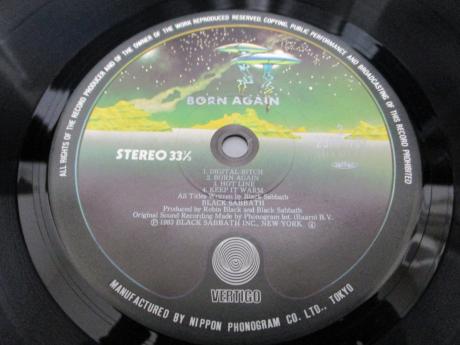 ALL RIGHTS OF THE RECORD PRODUCER AND OF THE OWNER OF THE WORK REPRODUCED RESERVED. COPYING, PUBLIC PERFORMANCE AND BROADCASTING OF THIS RECORD PROHIBITED
BORN AGAIN
STEREO 33⅓
1. DIGITAL BITCH
2. BORN AGAIN
3. HOT LINE
4. KEEP IT WARM
All Titles Written by Black Sabbath
BLACK SABBATH
Produced by Robin Black and Black Sabbath
Original Sound Recording Made by Phonogram Int. (Baarn) B.V.
Ⓟ 1983 BLACK SABBATH INC., NEW YORK
VERTIGO
MANUFACTURED BY NIPPON PHONOGRAM CO. LTD., TOKYO